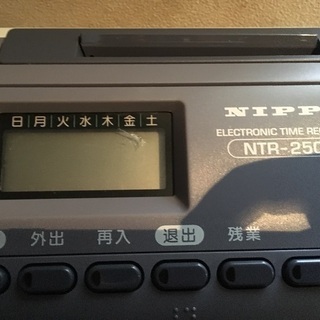 日月火水木金土
NIPP
ELECTRONIC TIME RE
NTR-250
外出 再入 退出 残業